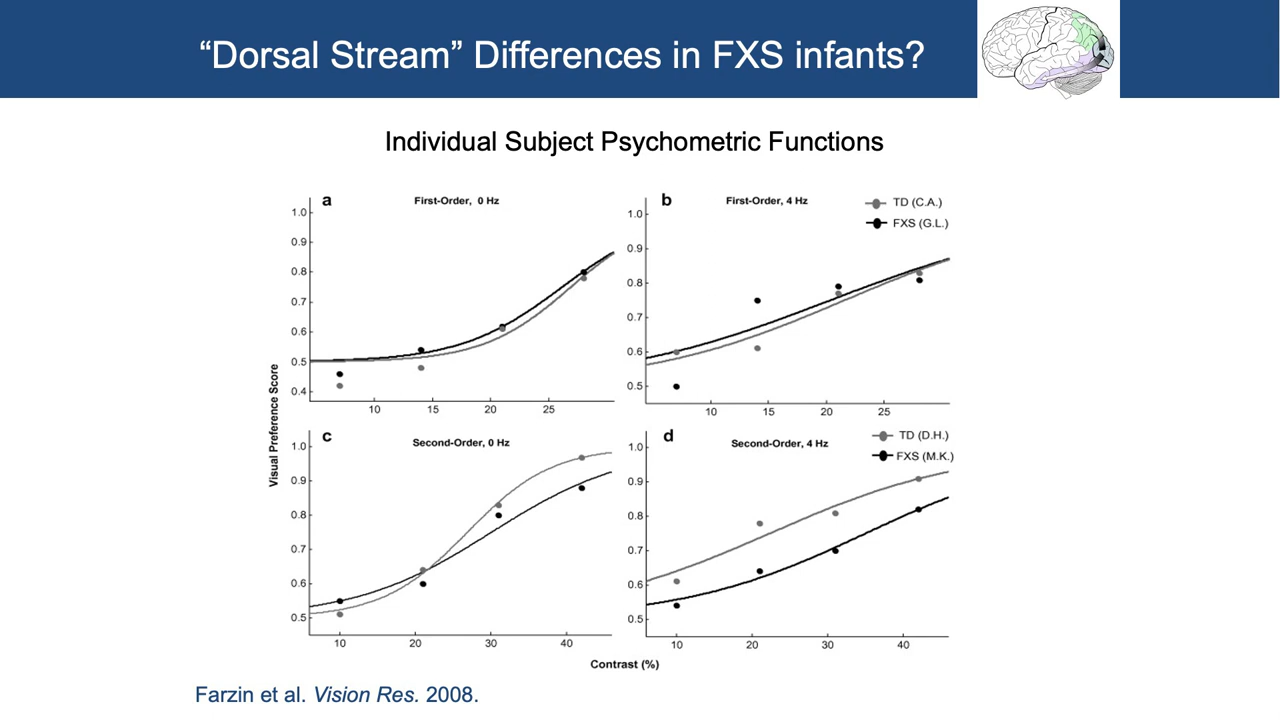 “Dorsal Stream” Differences in FXS infants?
Individual Subject Psychometric Functions
a
First-Order, 0 Hz
1.0
0.9
0.8
0.7
0.6
0.5
0.4
10
15
20
25
b
First-Order, 4 Hz
TD (C.A.)
FXS (G.L.)
1.0
0.9
0.8
0.7
0.6
0.5
10
15
20
25
Visual Preference Score
c
Second-Order, 0 Hz
1.0
0.9
0.8
0.7
0.6
0.5
10
20
30
40
d
Second-Order, 4 Hz
TD (D.H.)
FXS (M.K.)
1.0
0.9
0.8
0.7
0.6
0.5
10
20
30
40
Contrast (%)
Farzin et al. Vision Res. 2008.